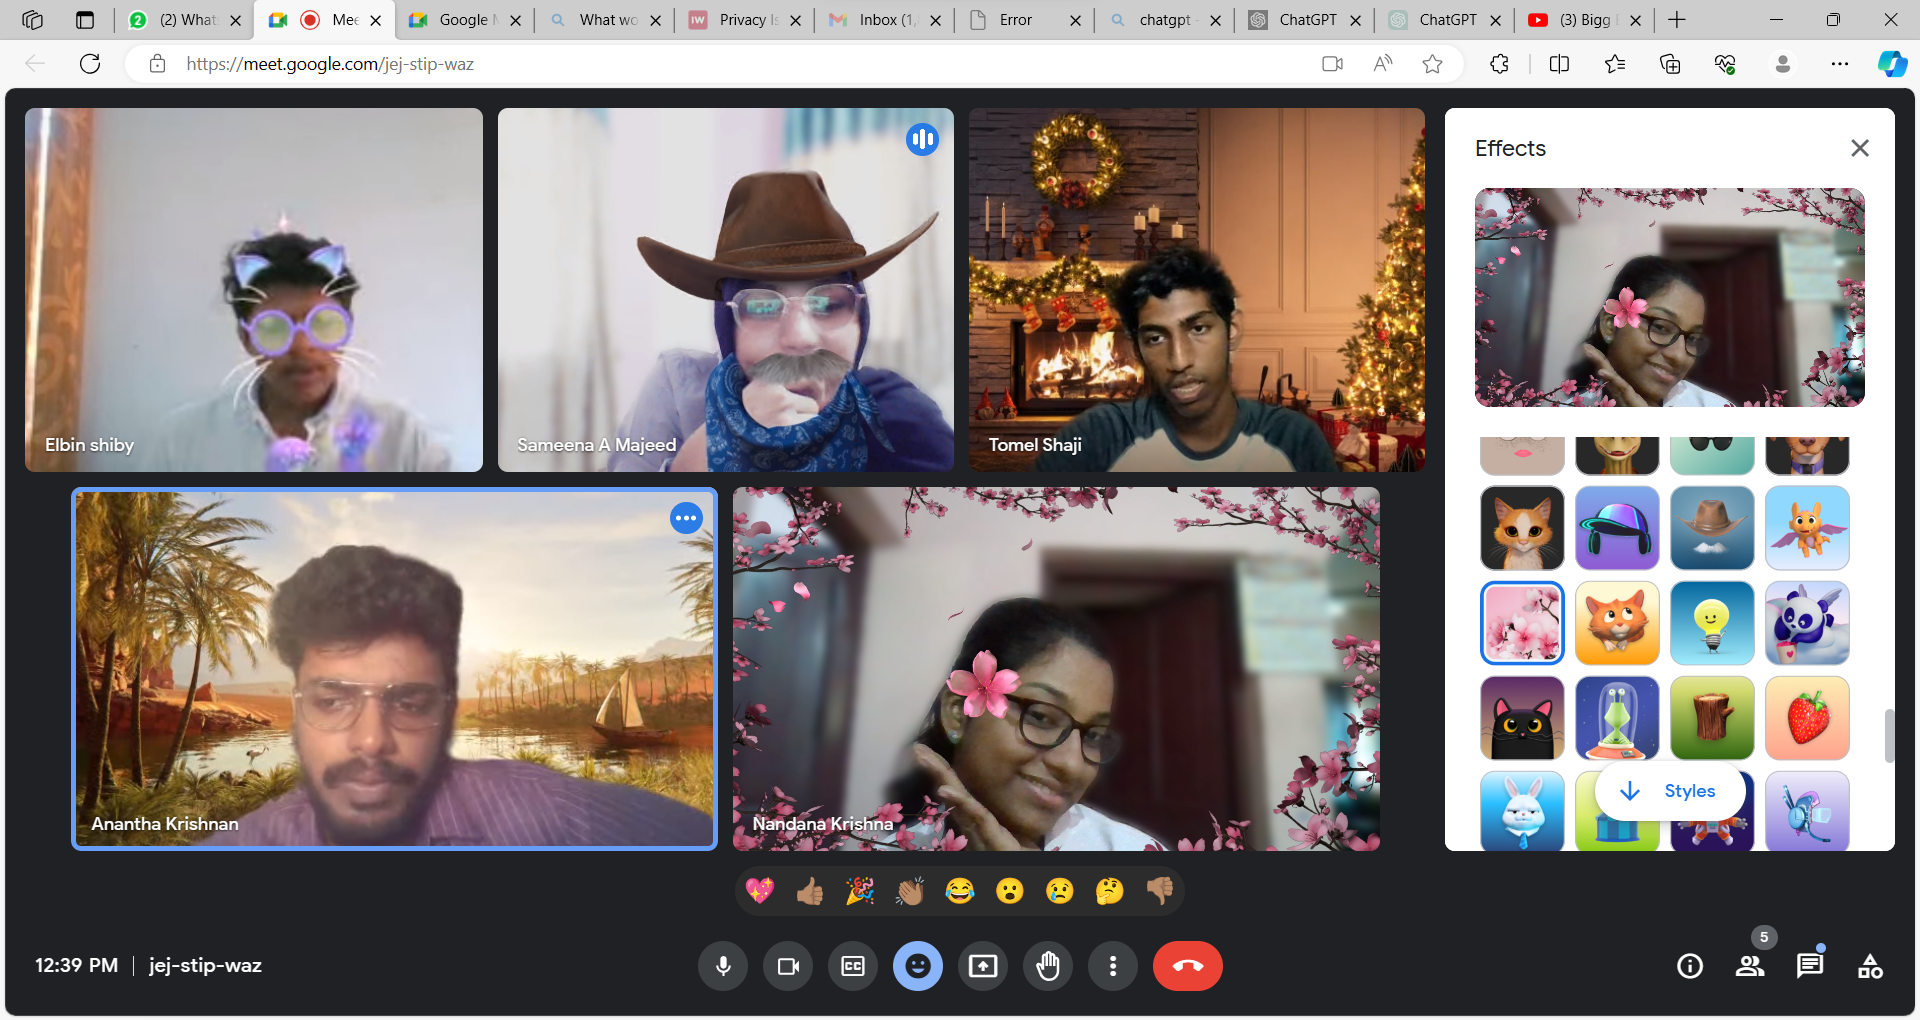 (2) What
Mee
Google M
What wo
Privacy Is
Inbox (1,
Error
chatgpt -
ChatGPT
ChatGPT
(3) Bigg
https://meet.google.com/jej-stip-waz
Effects
Elbin shiby
Sameena A Majeed
Tomel Shaji
Anantha Krishnan
Nandana Krishna
Styles
5
12:39 PM | jej-stip-waz
CC